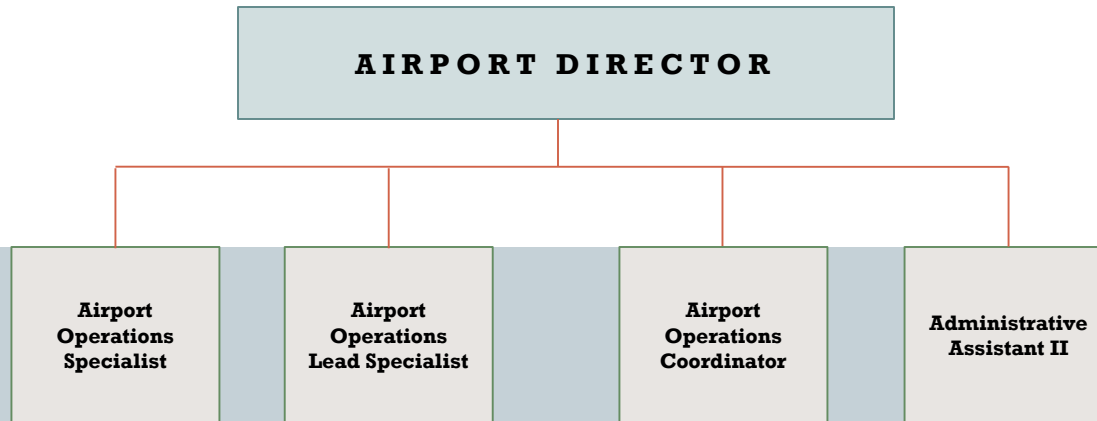 AIRPORT DIRECTOR
Airport
Operations
Specialist
Airport
Operations
Lead Specialist
Airport
Operations
Coordinator
Administrative
Assistant II